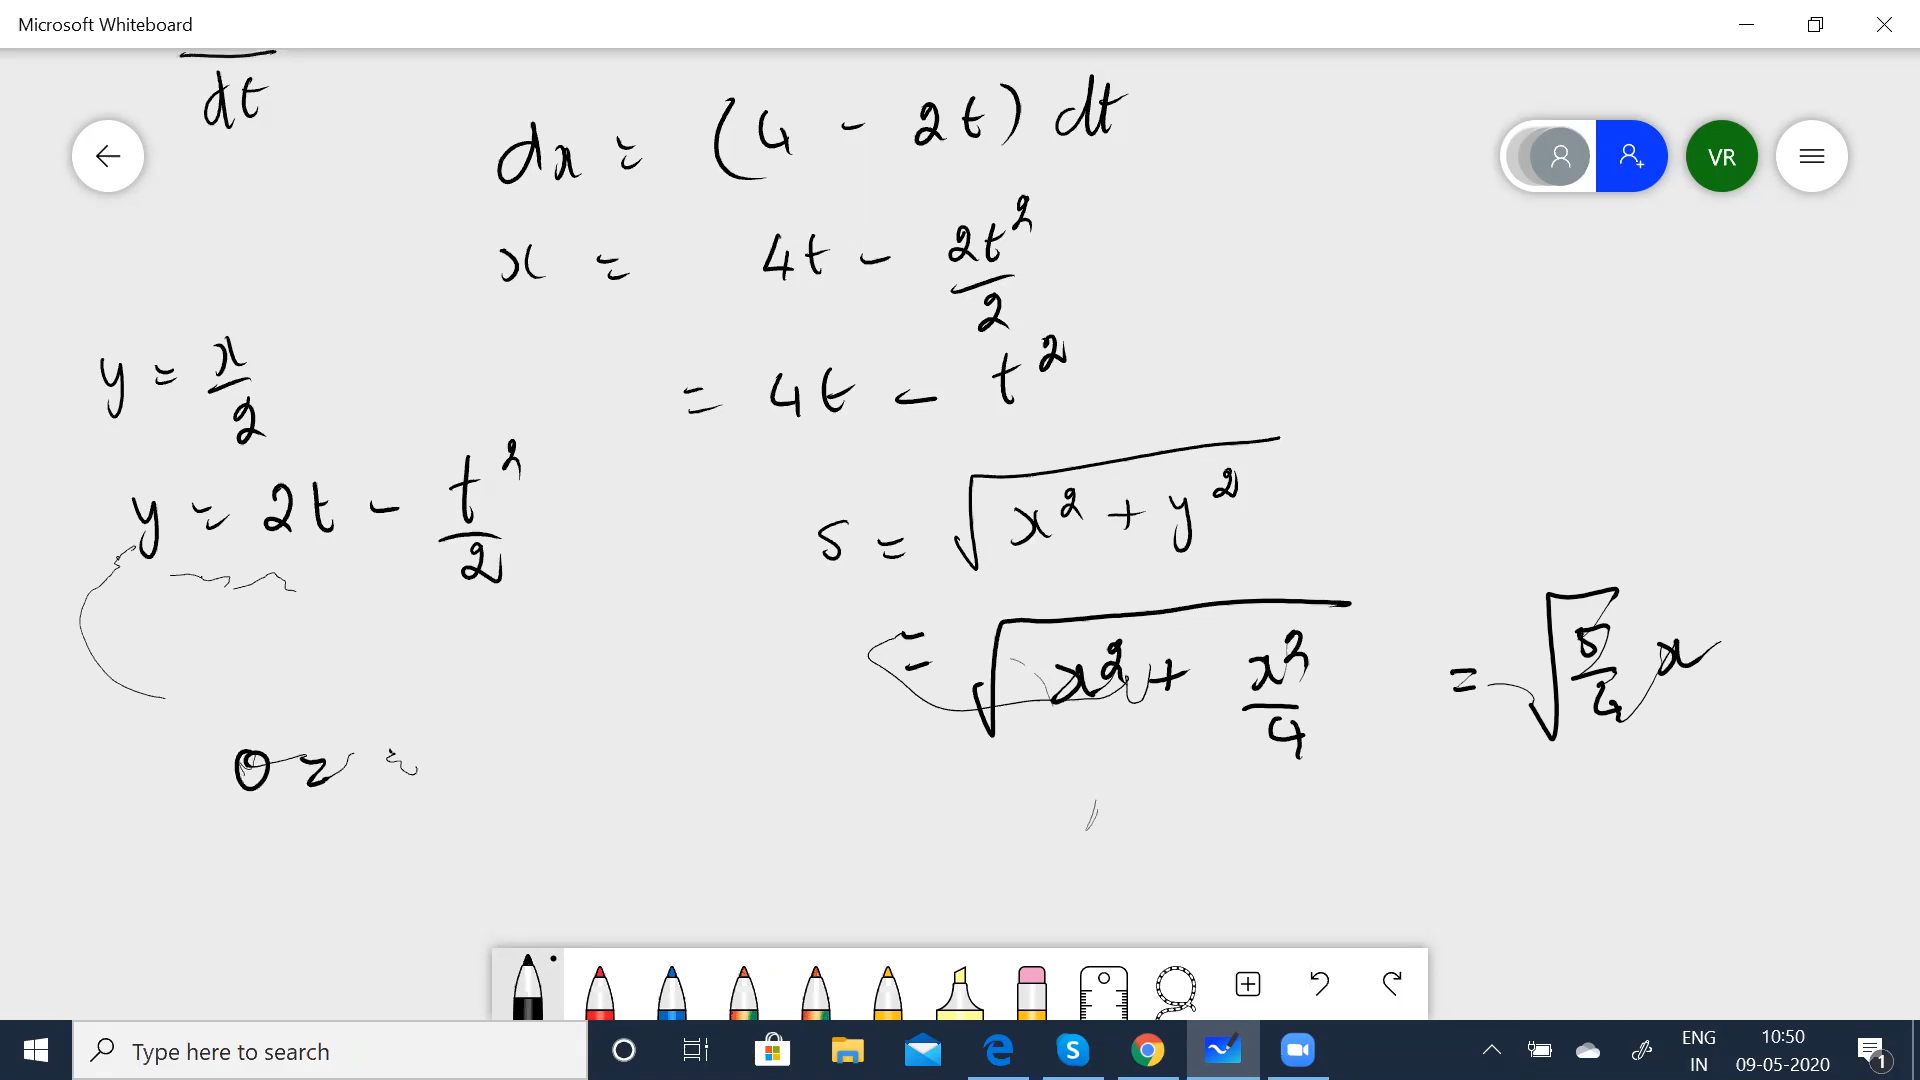 Microsoft Whiteboard
dt
dx = (4 - 2t) dt
x = 4t - 2t²/2
= 4t - t²
y = x/2
y = 2t - t²/2
s = √(x² + y²)
= √(x² + x²/4) = √(5/4) x
VR
Type here to search
ENG
IN
10:50
09-05-2020
1